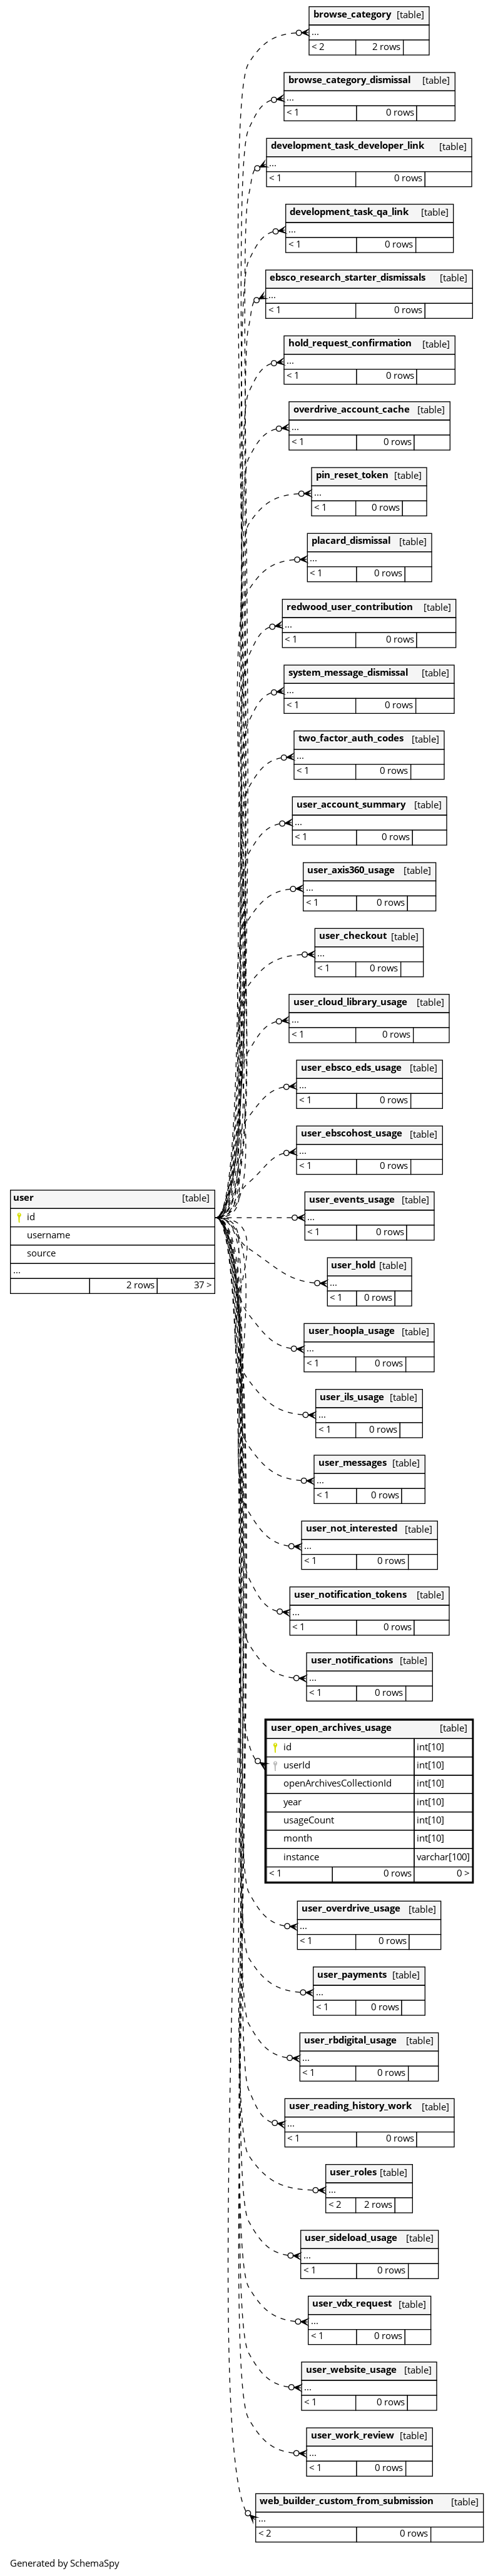 browse_category [table]
...
< 2 2 rows
browse_category_dismissal [table]
...
< 1 0 rows
development_task_developer_link [table]
...
< 1 0 rows
development_task_qa_link [table]
...
< 1 0 rows
ebsco_research_starter_dismissals [table]
...
< 1 0 rows
hold_request_confirmation [table]
...
< 1 0 rows
overdrive_account_cache [table]
...
< 1 0 rows
pin_reset_token [table]
...
< 1 0 rows
placard_dismissal [table]
...
< 1 0 rows
redwood_user_contribution [table]
...
< 1 0 rows
system_message_dismissal [table]
...
< 1 0 rows
two_factor_auth_codes [table]
...
< 1 0 rows
user_account_summary [table]
...
< 1 0 rows
user_axis360_usage [table]
...
< 1 0 rows
user_checkout [table]
...
< 1 0 rows
user_cloud_library_usage [table]
...
< 1 0 rows
user_ebsco_eds_usage [table]
...
< 1 0 rows
user_ebscohost_usage [table]
...
< 1 0 rows
user [table]
id
username
source
...
2 rows 37 >
user_events_usage [table]
...
< 1 0 rows
user_hold [table]
...
< 1 0 rows
user_hoopla_usage [table]
...
< 1 0 rows
user_ils_usage [table]
...
< 1 0 rows
user_messages [table]
...
< 1 0 rows
user_not_interested [table]
...
< 1 0 rows
user_notification_tokens [table]
...
< 1 0 rows
user_notifications [table]
...
< 1 0 rows
user_open_archives_usage [table]
id int[10]
userId int[10]
openArchivesCollectionId int[10]
year int[10]
usageCount int[10]
month int[10]
instance varchar[100]
< 1 0 rows 0 >
user_overdrive_usage [table]
...
< 1 0 rows
user_payments [table]
...
< 1 0 rows
user_rbdigital_usage [table]
...
< 1 0 rows
user_reading_history_work [table]
...
< 1 0 rows
user_roles [table]
...
< 2 2 rows
user_sideload_usage [table]
...
< 1 0 rows
user_vdx_request [table]
...
< 1 0 rows
user_website_usage [table]
...
< 1 0 rows
user_work_review [table]
...
< 1 0 rows
web_builder_custom_from_submission [table]
...
< 2 0 rows
Generated by SchemaSpy